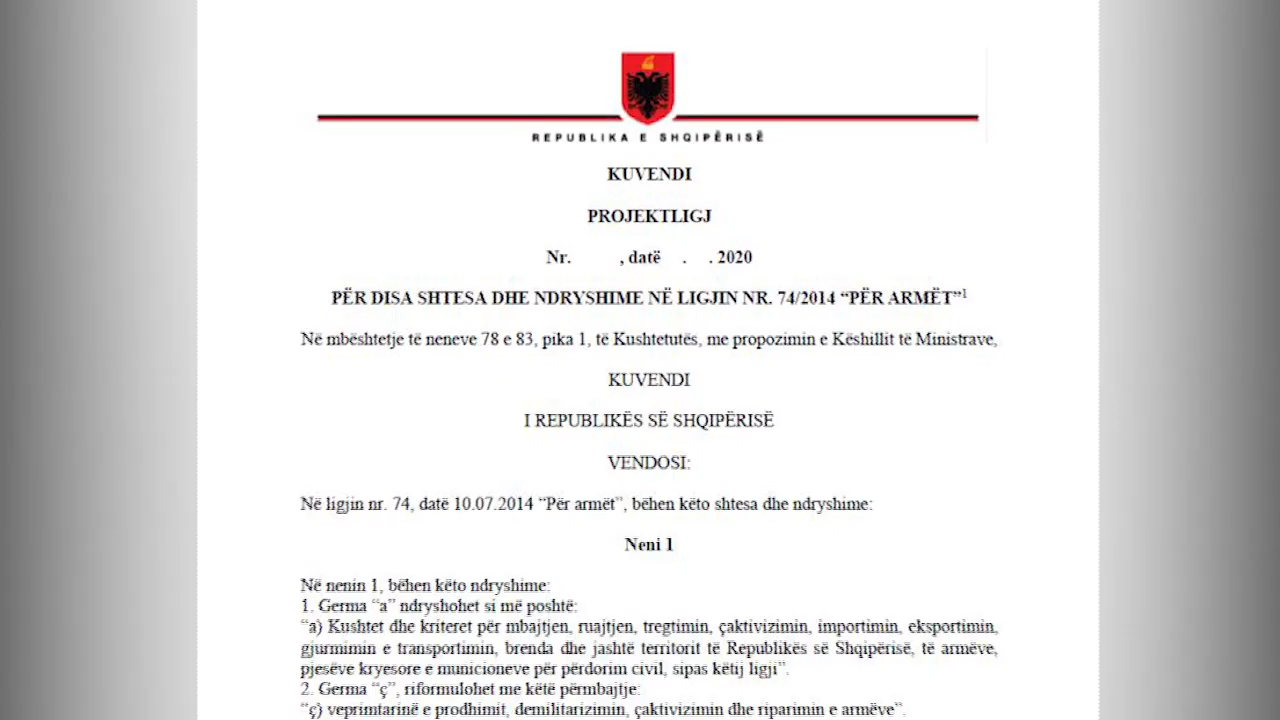 REPUBLIKA E SHQIPËRISË
KUVENDI
PROJEKTLIGJ
Nr. , datë . . 2020
PËR DISA SHTESA DHE NDRYSHIME NË LIGJIN NR. 74/2014 “PËR ARMËT”¹
Në mbështetje të neneve 78 e 83, pika 1, të Kushtetutës, me propozimin e Këshillit të Ministrave,
KUVENDI
I REPUBLIKËS SË SHQIPËRISË
VENDOSI:
Në ligjin nr. 74, datë 10.07.2014 “Për armët”, bëhen këto shtesa dhe ndryshime:
Neni 1
Në nenin 1, bëhen këto ndryshime:
1. Germa “a” ndryshohet si më poshtë:
“a) Kushtet dhe kriteret për mbajtjen, ruajtjen, tregtimin, çaktivizimin, importimin, eksportimin,
gjurmimin e transportimin, brenda dhe jashtë territorit të Republikës së Shqipërisë, të armëve,
pjesëve kryesore e municioneve për përdorim civil, sipas këtij ligji”.
2. Germa “ç”, riformulohet me këtë përmbajtje:
“ç) veprimtarinë e prodhimit, demilitarizimin, çaktivizimin dhe riparimin e armëve”.